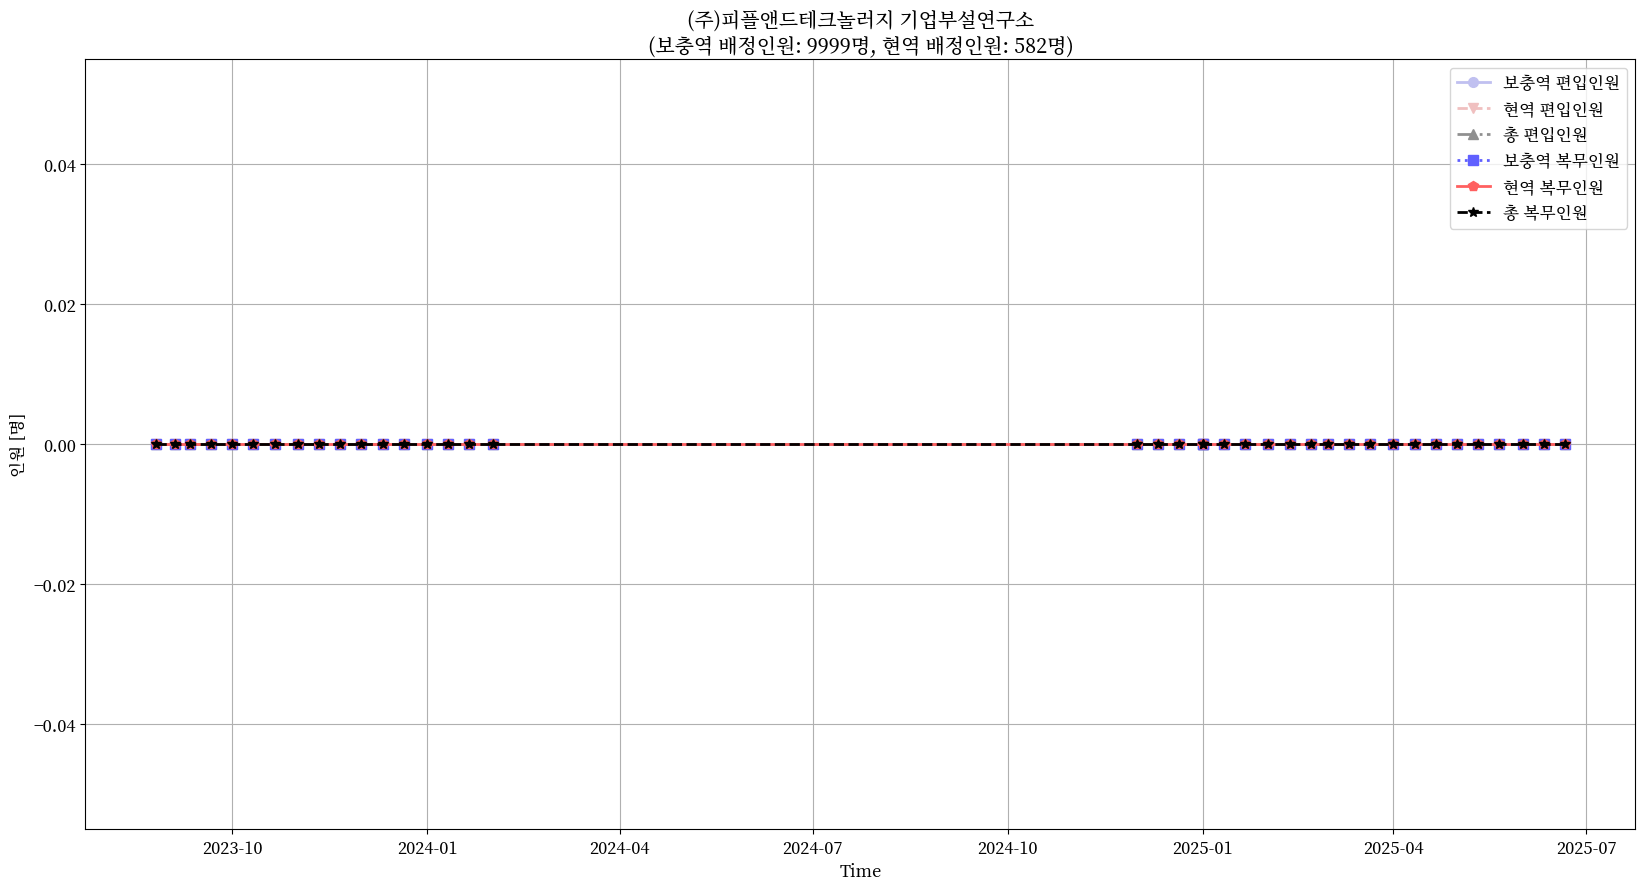 (주)피플앤드테크놀러지 기업부설연구소
(보충역 배정인원: 9999명, 현역 배정인원: 582명)
보충역 편입인원
현역 편입인원
총 편입인원
보충역 복무인원
현역 복무인원
총 복무인원
인원 [명]
0.04
0.02
0.00
−0.02
−0.04
2023-10 2024-01 2024-04 2024-07 2024-10 2025-01 2025-04 2025-07
Time